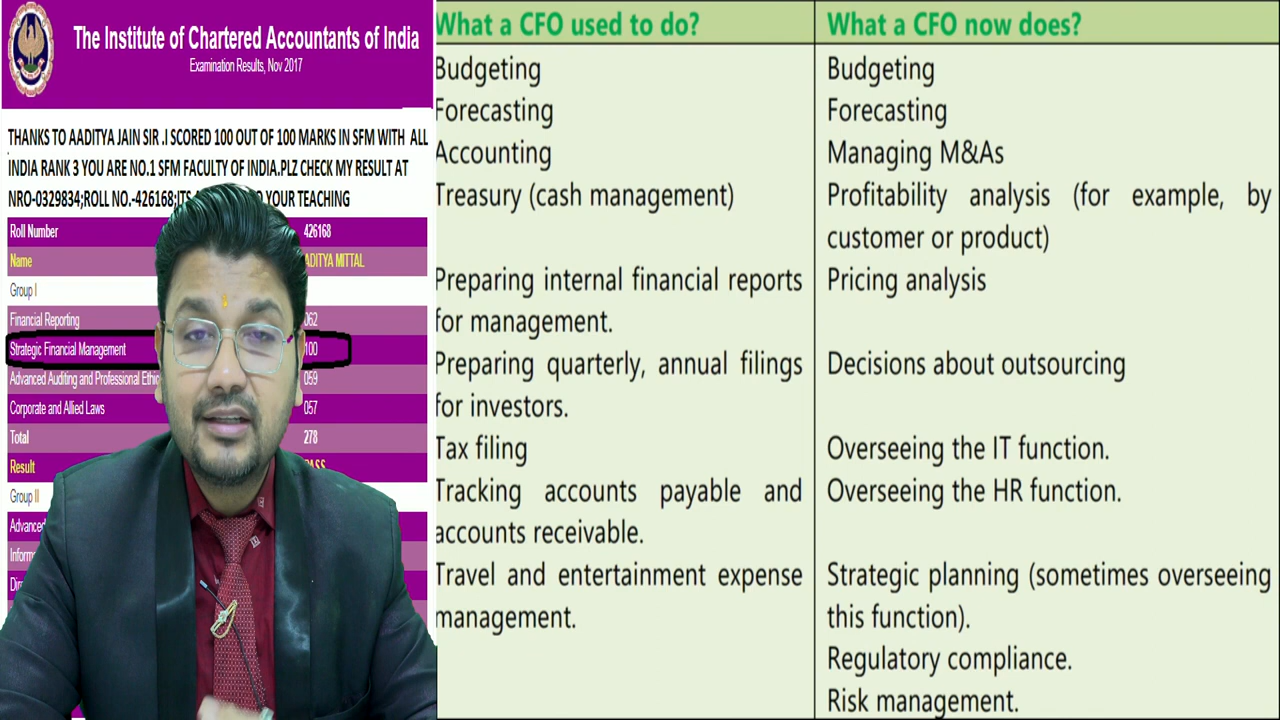 The Institute of Chartered Accountants of India
Examination Results, Nov 2017
THANKS TO AADITYA JAIN SIR .I SCORED 100 OUT OF 100 MARKS IN SFM WITH ALL
INDIA RANK 3 YOU ARE NO.1 SFM FACULTY OF INDIA.PLZ CHECK MY RESULT AT
NRO-0329834;ROLL NO.-426168;ITS YOUR TEACHING
Roll Number 426168
Name ADITYA MITTAL
Group I
Financial Reporting 062
Strategic Financial Management 100
Advanced Auditing and Professional 059
Corporate and Allied Laws 057
Total 278
Result PASS
Group II
Advanced
What a CFO used to do? What a CFO now does?
Budgeting Budgeting
Forecasting Forecasting
Accounting Managing M&As
Treasury (cash management) Profitability analysis (for example, by
customer or product)
Preparing internal financial reports Pricing analysis
for management.
Preparing quarterly, annual filings Decisions about outsourcing
for investors.
Tax filing Overseeing the IT function.
Tracking accounts payable and Overseeing the HR function.
accounts receivable.
Travel and entertainment expense Strategic planning (sometimes overseeing
management. this function).
Regulatory compliance.
Risk management.